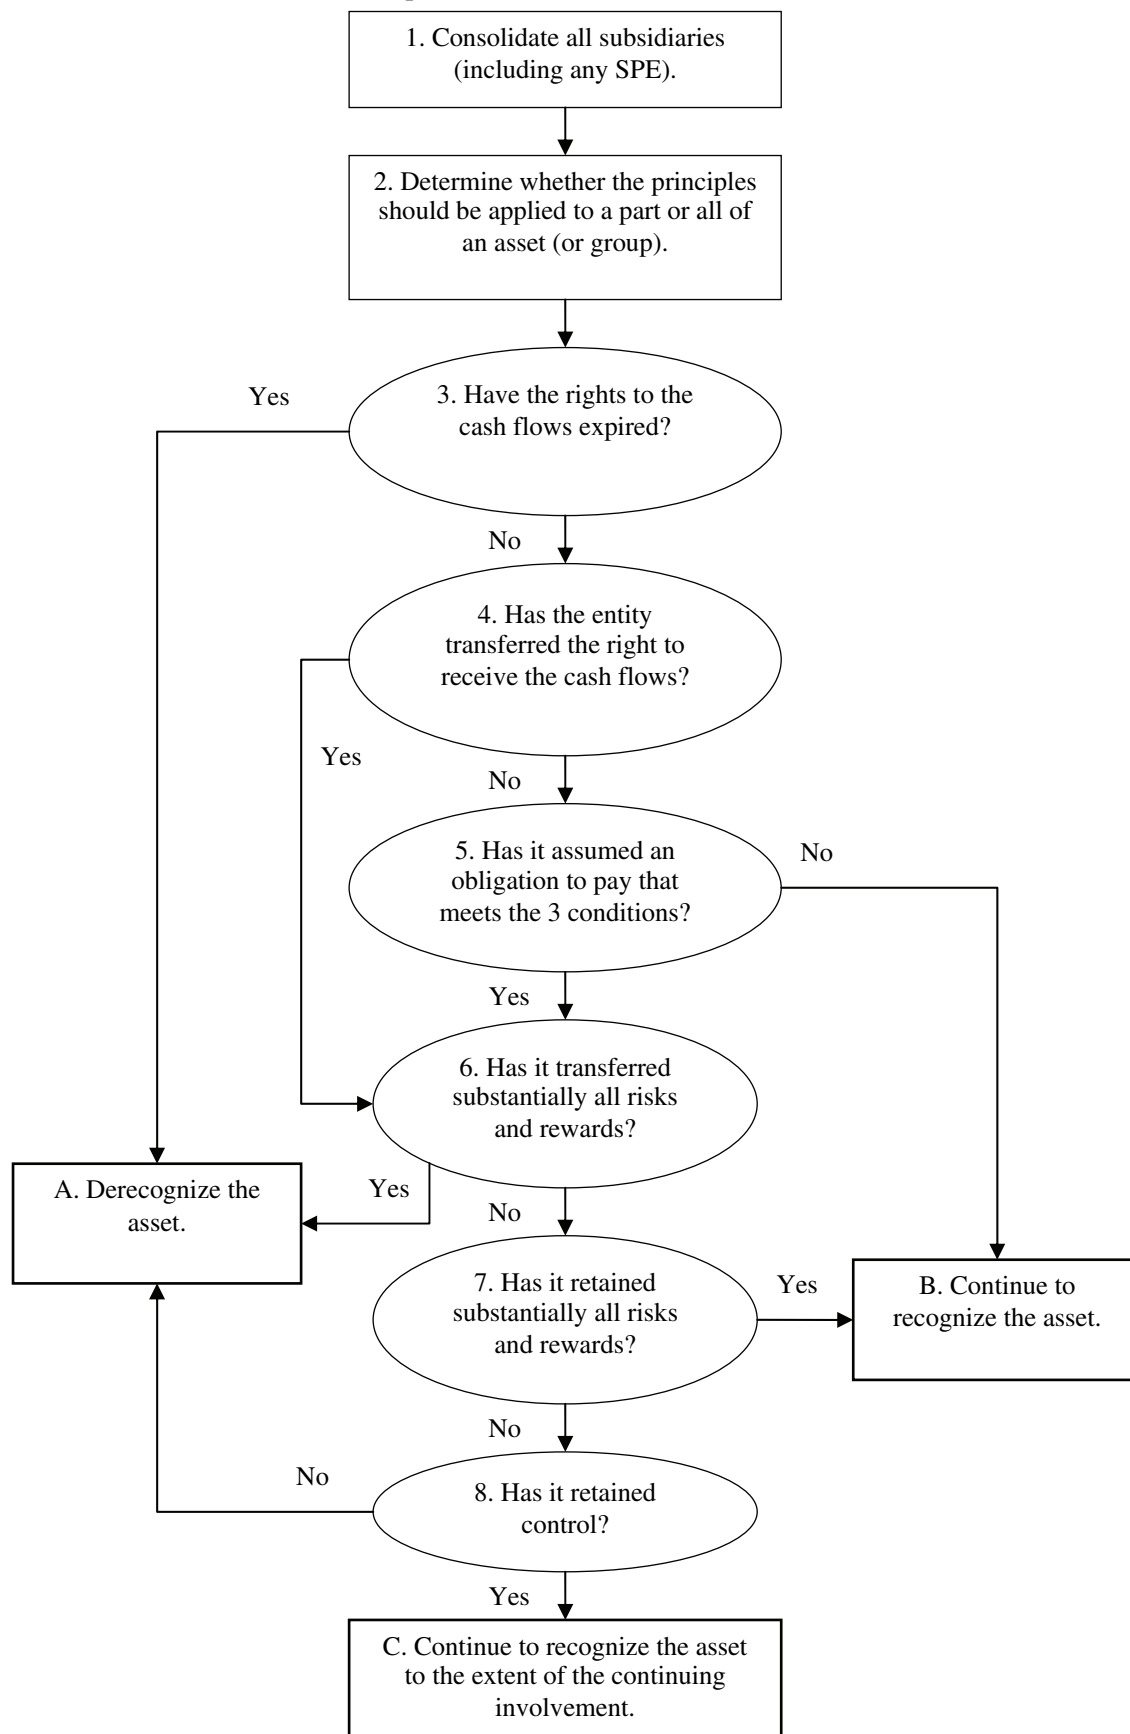 1. Consolidate all subsidiaries
(including any SPE).
2. Determine whether the principles
should be applied to a part or all of
an asset (or group).
Yes
3. Have the rights to the
cash flows expired?
No
4. Has the entity
transferred the right to
receive the cash flows?
Yes
No
5. Has it assumed an
obligation to pay that
meets the 3 conditions?
No
Yes
6. Has it transferred
substantially all risks
and rewards?
A. Derecognize the
asset.
Yes
No
7. Has it retained
substantially all risks
and rewards?
Yes
B. Continue to
recognize the asset.
No
No
8. Has it retained
control?
Yes
C. Continue to recognize the asset
to the extent of the continuing
involvement.